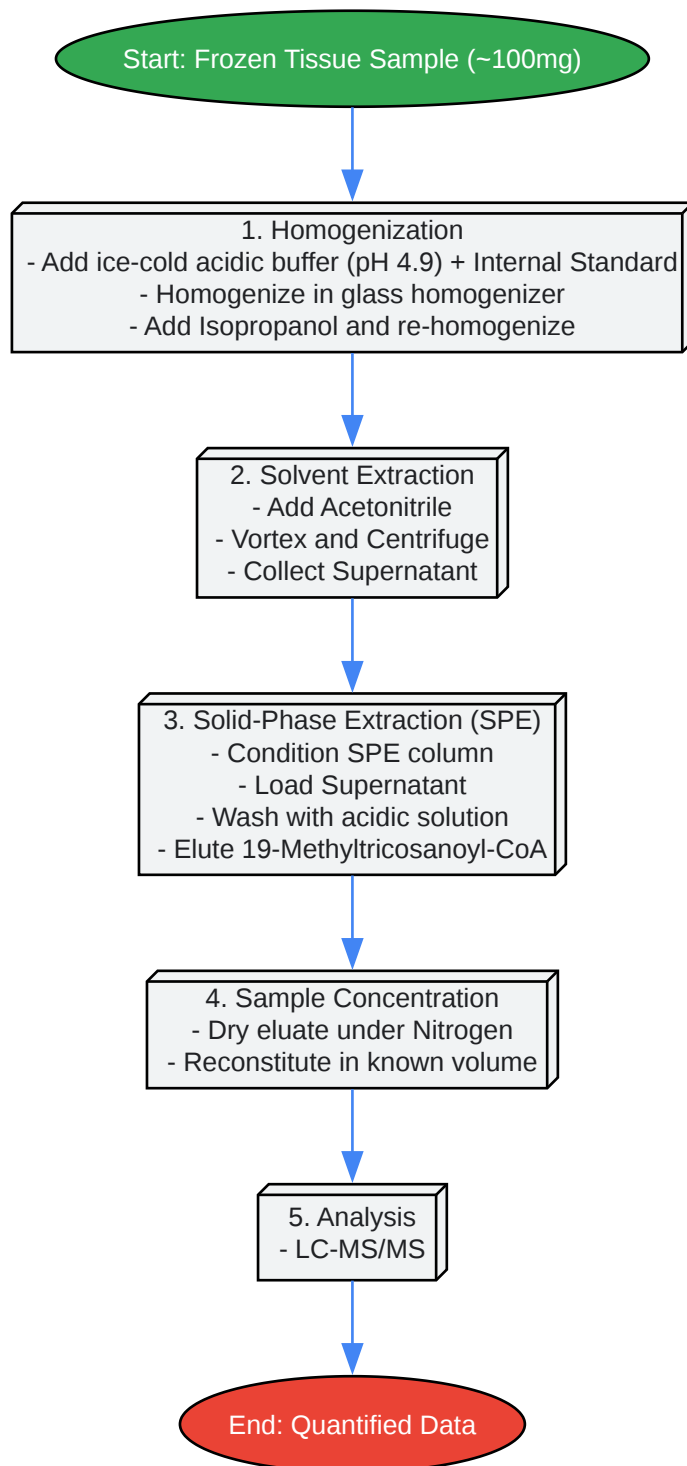 Start: Frozen Tissue Sample (~100mg)
1. Homogenization
- Add ice-cold acidic buffer (pH 4.9) + Internal Standard
- Homogenize in glass homogenizer
- Add Isopropanol and re-homogenize
2. Solvent Extraction
- Add Acetonitrile
- Vortex and Centrifuge
- Collect Supernatant
3. Solid-Phase Extraction (SPE)
- Condition SPE column
- Load Supernatant
- Wash with acidic solution
- Elute 19-Methyltricosanoyl-CoA
4. Sample Concentration
- Dry eluate under Nitrogen
- Reconstitute in known volume
5. Analysis
- LC-MS/MS
End: Quantified Data